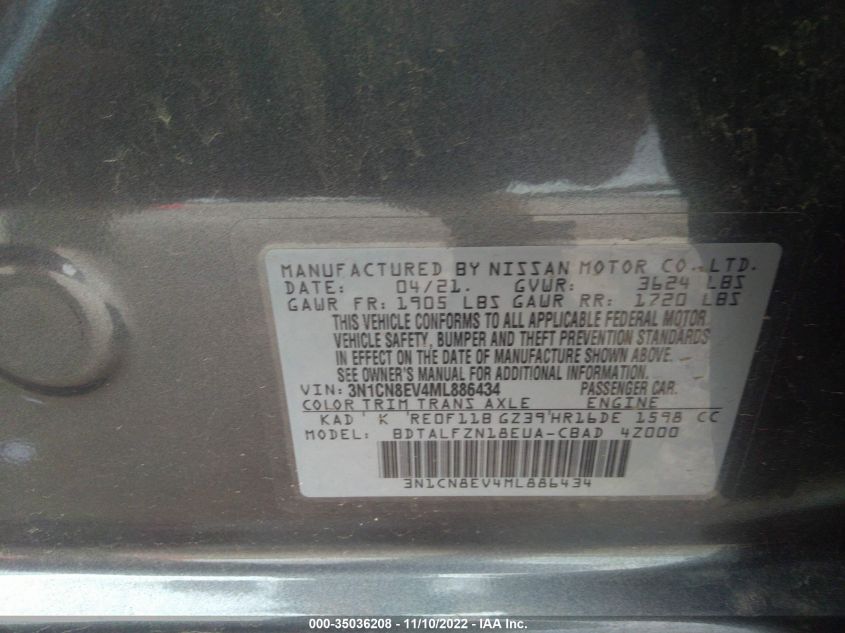 MANUFACTURED BY NISSAN MOTOR CO., LTD.
DATE: 04/21. GVWR: 3624 LBS
GAWR FR: 1905 LBS GAWR RR: 1720 LBS
THIS VEHICLE CONFORMS TO ALL APPLICABLE FEDERAL MOTOR
VEHICLE SAFETY, BUMPER AND THEFT PREVENTION STANDARDS
IN EFFECT ON THE DATE OF MANUFACTURE SHOWN ABOVE.
SEE OWNER'S MANUAL FOR ADDITIONAL INFORMATION.
VIN: 3N1CN8EV4ML886434 PASSENGER CAR.
COLOR TRIM TRANS AXLE ENGINE
KAD K RE0F11B GZ39 HR16DE 1598 CC
MODEL: BDTALFZN18EUA-CBAD 4Z000
3N1CN8EV4ML886434
000-35036208 - 11/10/2022 - IAA Inc.